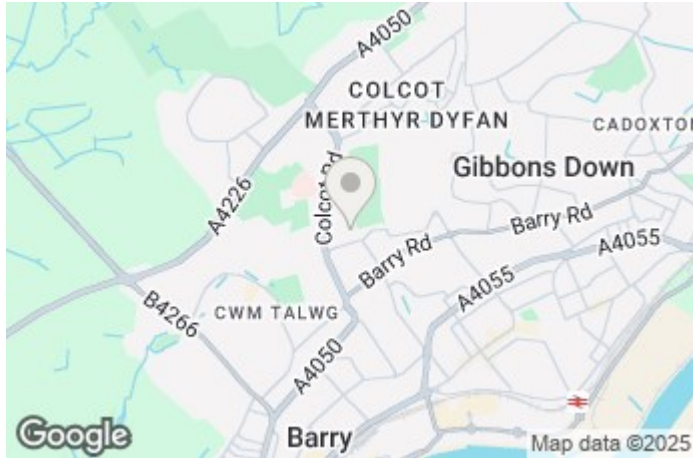 A4050
COLCOT
MERTHYR DYFAN
CADOXTON
Gibbons Down
Colcot Rd
A4226
Barry Rd
Barry Rd
A4055
A4055
B4266
CWM TALWG
A4050
Barry
Google
Map data ©2025